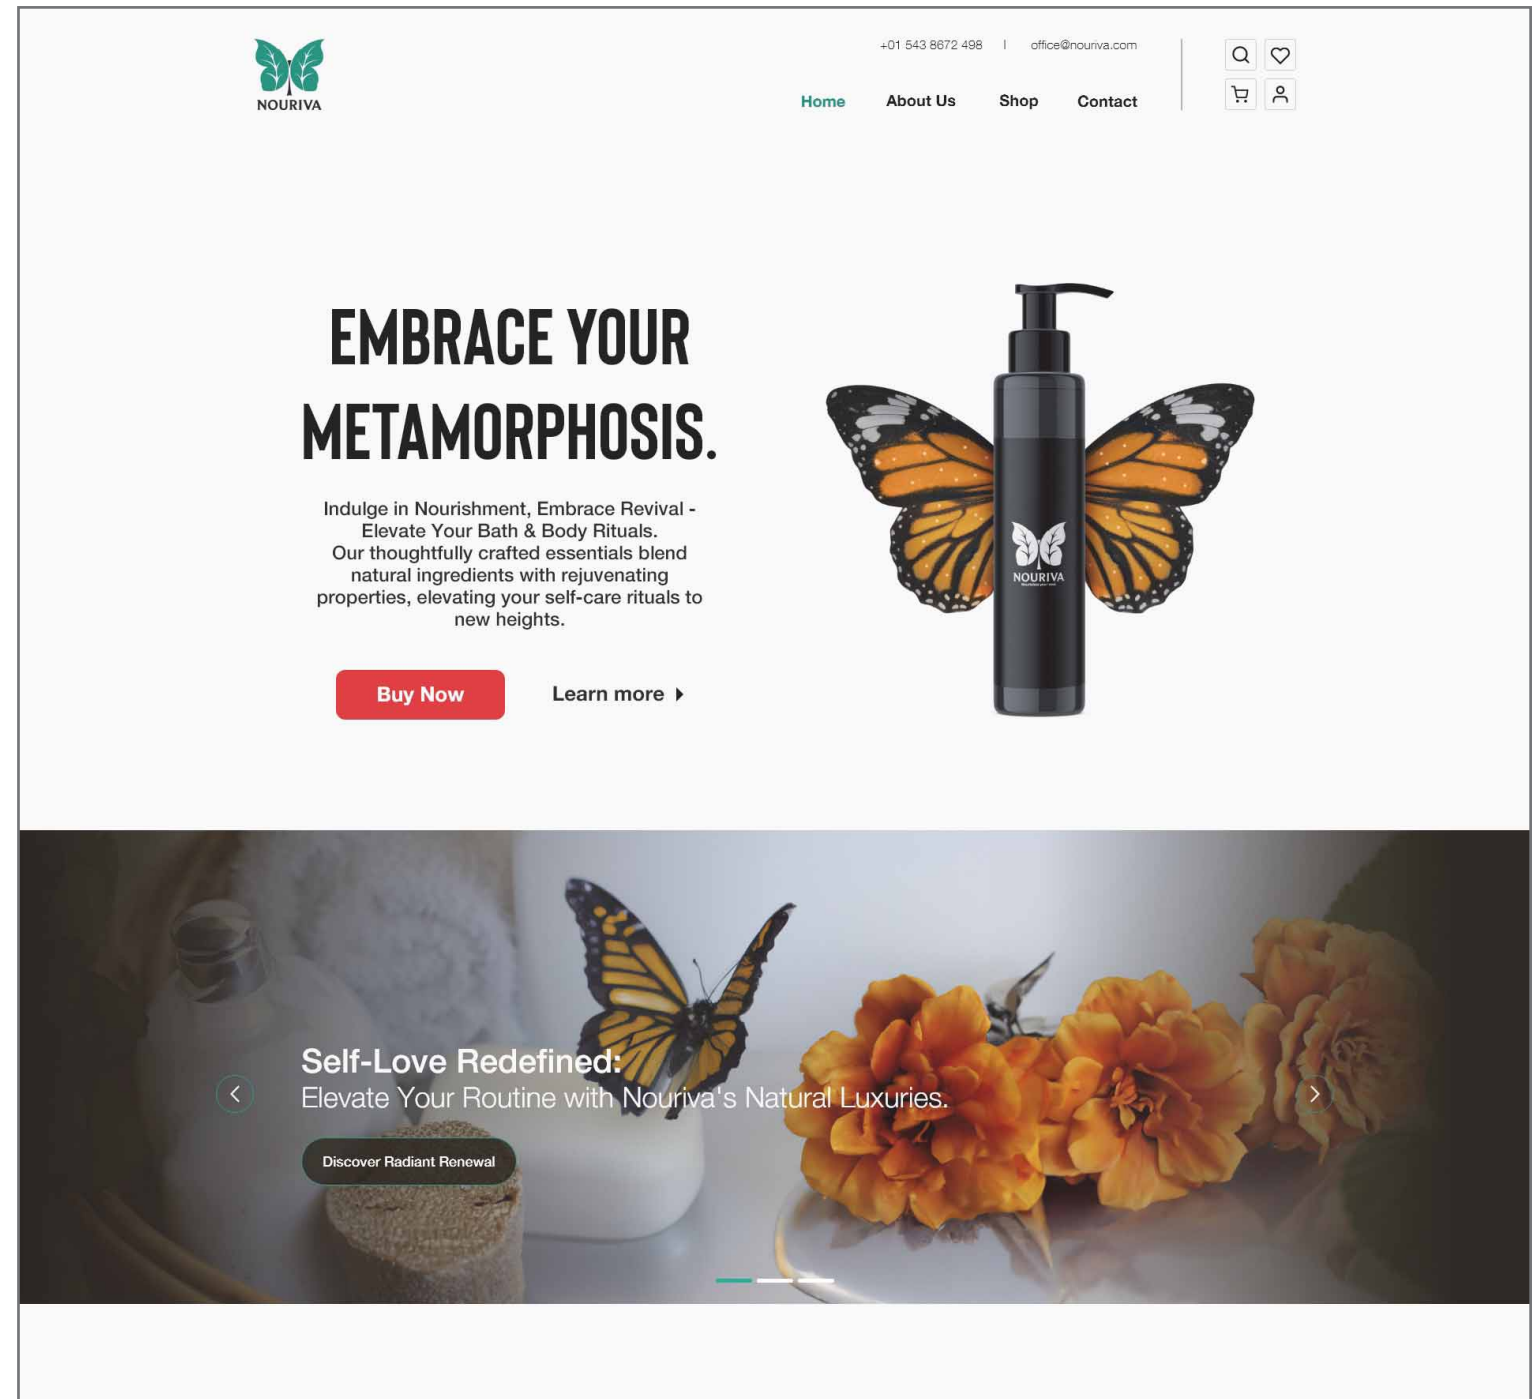 NOURIVA
+01 543 8672 498 | office@nouriva.com
Home About Us Shop Contact
EMBRACE YOUR
METAMORPHOSIS.
Indulge in Nourishment, Embrace Revival -
Elevate Your Bath & Body Rituals.
Our thoughtfully crafted essentials blend
natural ingredients with rejuvenating
properties, elevating your self-care rituals to
new heights.
Buy Now Learn more
NOURIVA
Self-Love Redefined:
Elevate Your Routine with Nouriva's Natural Luxuries.
Discover Radiant Renewal